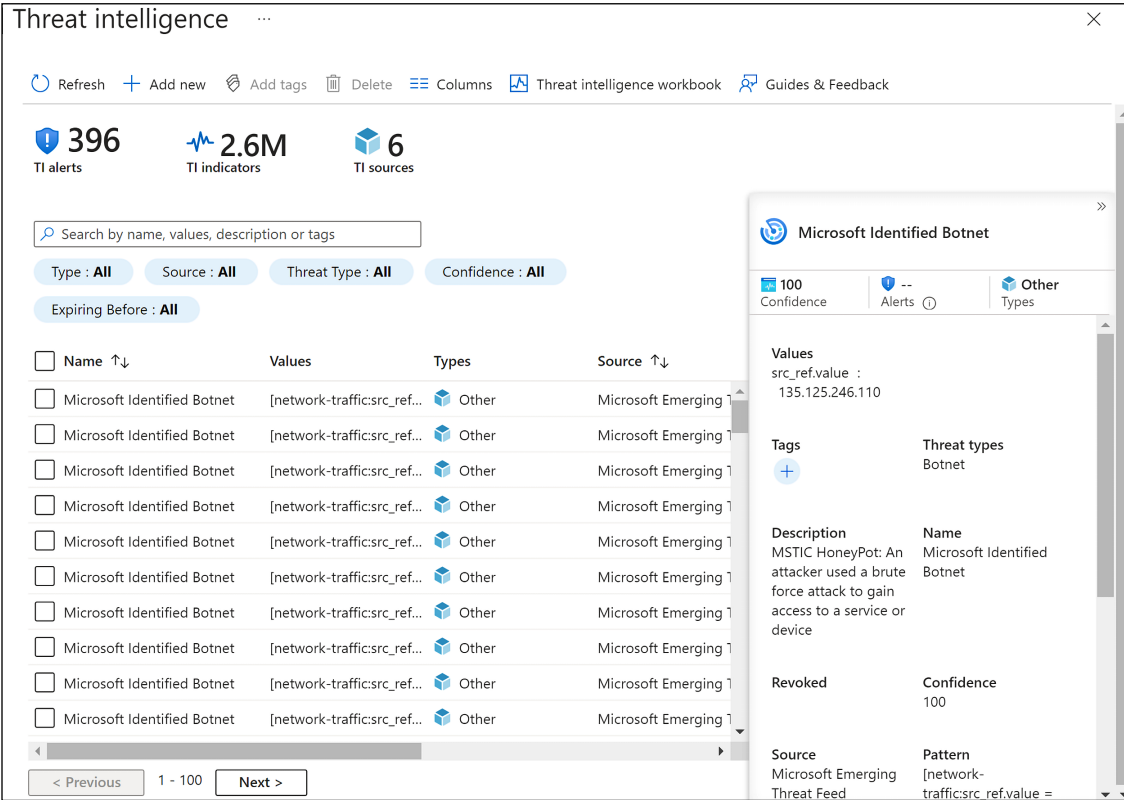 Threat intelligence ...
Refresh Add new Add tags Delete Columns Threat intelligence workbook Guides & Feedback
396
TI alerts
2.6M
TI indicators
6
TI sources
Search by name, values, description or tags
Type : All Source : All Threat Type : All Confidence : All
Expiring Before : All
Name Values Types Source
Microsoft Identified Botnet [network-traffic:src_ref... Other Microsoft Emerging
Microsoft Identified Botnet [network-traffic:src_ref... Other Microsoft Emerging
Microsoft Identified Botnet [network-traffic:src_ref... Other Microsoft Emerging
Microsoft Identified Botnet [network-traffic:src_ref... Other Microsoft Emerging
Microsoft Identified Botnet [network-traffic:src_ref... Other Microsoft Emerging
Microsoft Identified Botnet [network-traffic:src_ref... Other Microsoft Emerging
Microsoft Identified Botnet [network-traffic:src_ref... Other Microsoft Emerging
Microsoft Identified Botnet [network-traffic:src_ref... Other Microsoft Emerging
Microsoft Identified Botnet [network-traffic:src_ref... Other Microsoft Emerging
Microsoft Identified Botnet [network-traffic:src_ref... Other Microsoft Emerging
< Previous 1 - 100 Next >
Microsoft Identified Botnet
100
Confidence
--
Alerts
Other
Types
Values
src_ref.value :
135.125.246.110
Tags
Threat types
Botnet
Description
MSTIC HoneyPot: An
attacker used a brute
force attack to gain
access to a service or
device
Name
Microsoft Identified
Botnet
Revoked
Confidence
100
Source
Microsoft Emerging
Threat Feed
Pattern
[network-
traffic:src_ref.value =